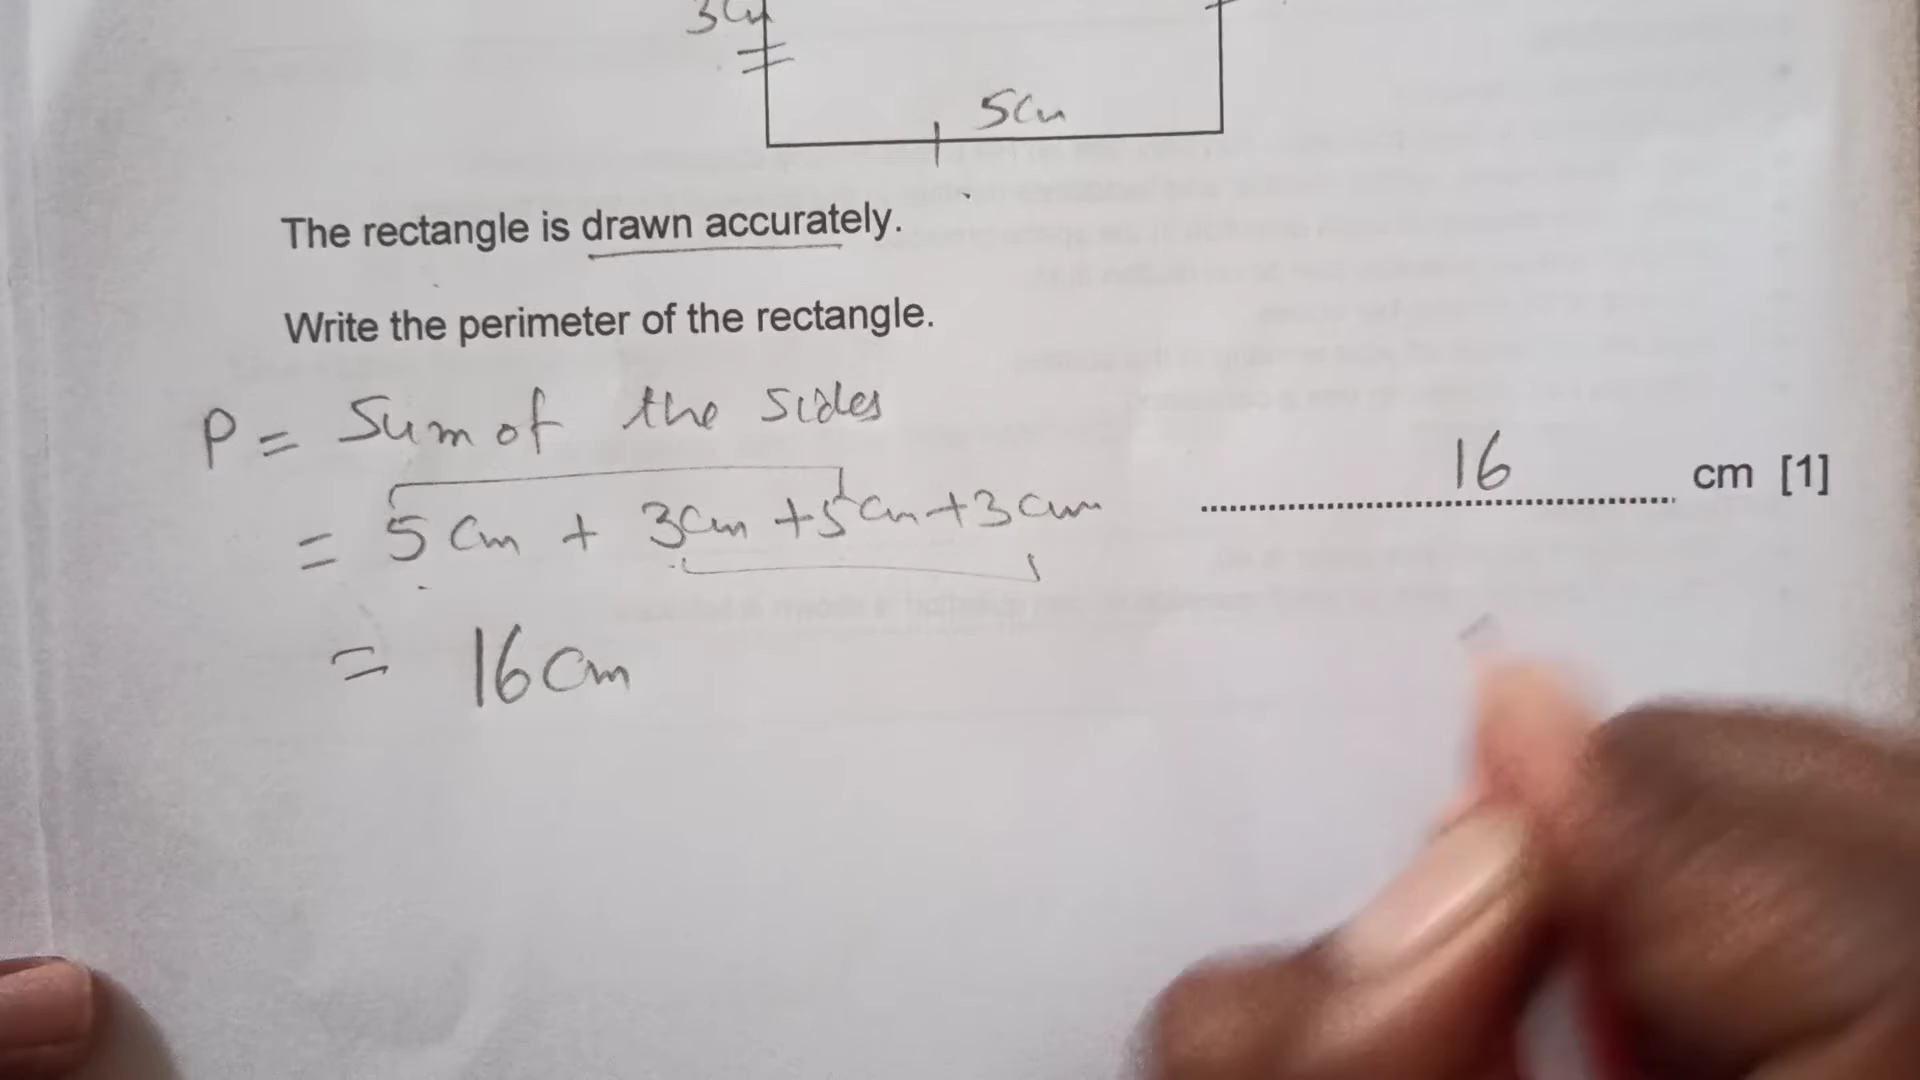 3cm
5cm
The rectangle is drawn accurately.
Write the perimeter of the rectangle.
P = Sum of the sides
= 5 cm + 3cm + 5cm + 3cm
16 cm [1]
= 16cm